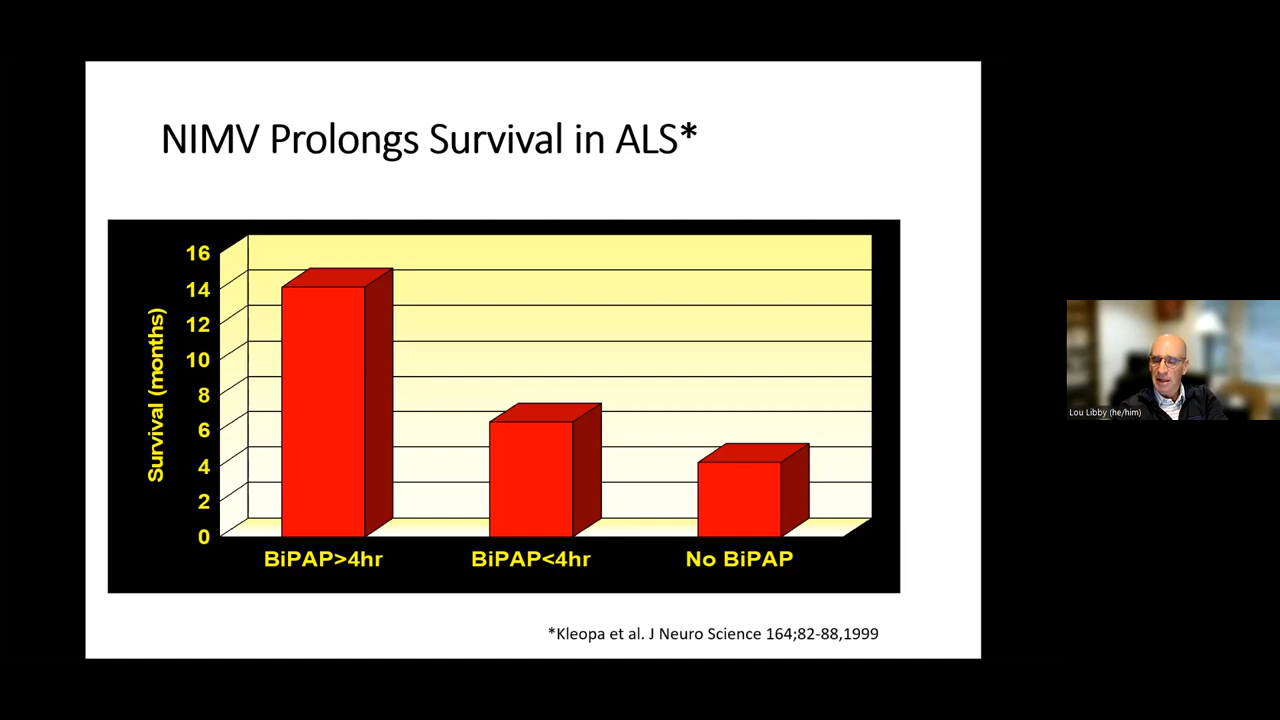 NIMV Prolongs Survival in ALS*
Survival (months)
16
14
12
10
8
6
4
2
0
BiPAP>4hr
BiPAP<4hr
No BiPAP
*Kleopa et al. J Neuro Science 164;82-88,1999
Lou Libby (he/him)